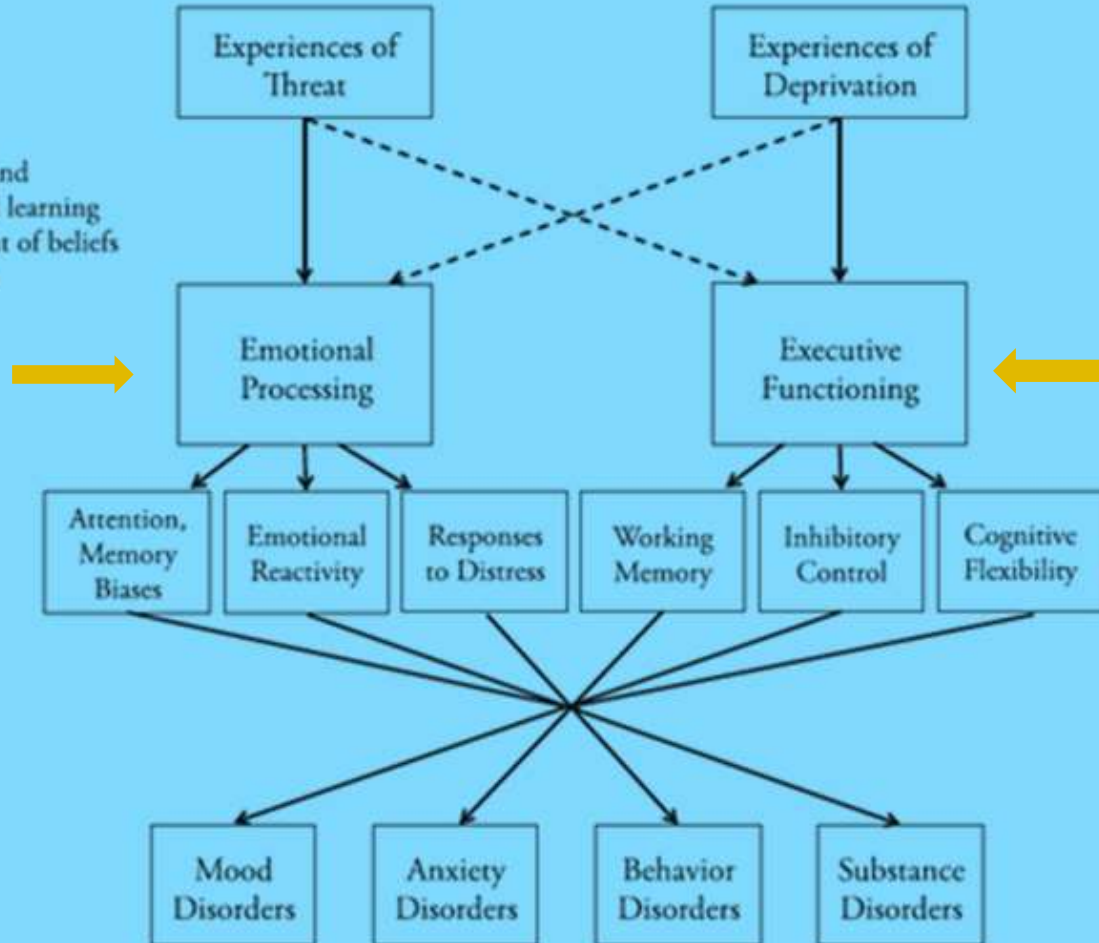 Experiences of
Threat
Experiences of
Deprivation
nd
learning
t of beliefs
Emotional
Processing
Executive
Functioning
Attention,
Memory
Biases
Emotional
Reactivity
Responses
to Distress
Working
Memory
Inhibitory
Control
Cognitive
Flexibility
Mood
Disorders
Anxiety
Disorders
Behavior
Disorders
Substance
Disorders